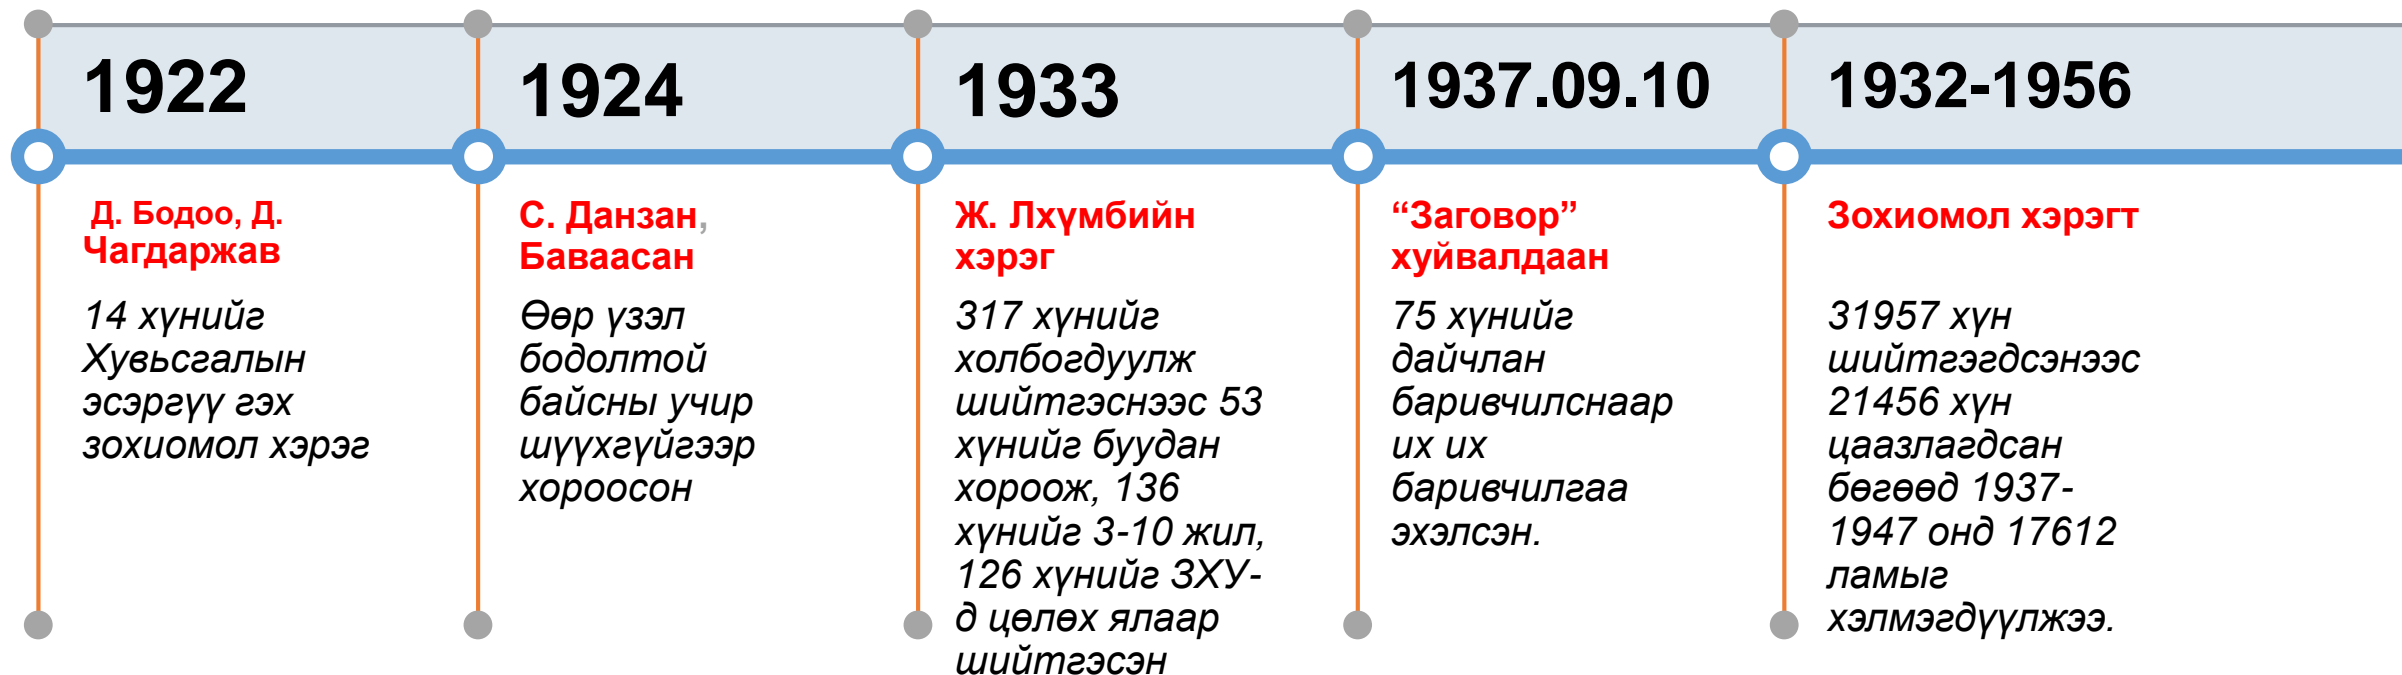 1922
Д. Бодоо, Д.
Чагдаржав
14 хүнийг
Хувьсгалын
эсэргүү гэх
зохиомол хэрэг
1924
С. Данзан,
Баваасан
Өөр үзэл
бодолтой
байсны учир
шүүхгүйгээр
хороосон
1933
Ж. Лхүмбийн
хэрэг
317 хүнийг
холбогдуулж
шийтгэснээс 53
хүнийг буудан
хороож, 136
хүнийг 3-10 жил,
126 хүнийг ЗХУ-
д цөлөх ялаар
шийтгэсэн
1937.09.10
“Заговор”
хуйвалдаан
75 хүнийг
дайчлан
баривчилснаар
их их
баривчилгаа
эхэлсэн.
1932-1956
Зохиомол хэрэгт
31957 хүн
шийтгэгдсэнээс
21456 хүн
цаазлагдсан
бөгөөд 1937-
1947 онд 17612
ламыг
хэлмэгдүүлжээ.